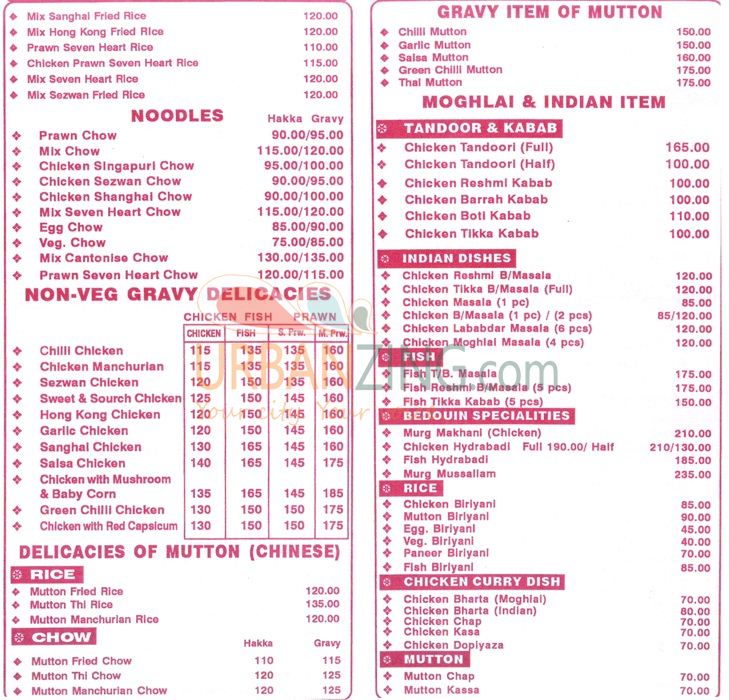 Mix Sanghai Fried Rice 120.00
Mix Hong Kong Fried Rice 120.00
Prawn Seven Heart Rice 110.00
Chicken Prawn Seven Heart Rice 115.00
Mix Seven Heart Rice 120.00
Mix Sezwan Fried Rice 120.00
NOODLES Hakka Gravy
Prawn Chow 90.00/95.00
Mix Chow 115.00/120.00
Chicken Singapuri Chow 95.00/100.00
Chicken Sezwan Chow 90.00/95.00
Chicken Shanghai Chow 90.00/100.00
Mix Seven Heart Chow 115.00/120.00
Egg Chow 85.00/90.00
Veg. Chow 75.00/85.00
Mix Cantonise Chow 130.00/135.00
Prawn Seven Heart Chow 120.00/115.00
NON-VEG GRAVY DELICACIES
CHICKEN FISH PRAWN
CHICKEN FISH S. Prw. M. Prw.
Chilli Chicken 115 135 135 160
Chicken Manchurian 115 135 135 160
Sezwan Chicken 120 150 135 160
Sweet & Sourch Chicken 125 150 145 160
Hong Kong Chicken 120 150 145 160
Garlic Chicken 120 150 145 160
Sanghai Chicken 130 165 145 160
Salsa Chicken 140 165 145 175
Chicken with Mushroom
& Baby Corn 135 165 145 185
Green Chilli Chicken 130 150 150 175
Chicken with Red Capsicum 130 150 150 175
DELICACIES OF MUTTON (CHINESE)
RICE
Mutton Fried Rice 120.00
Mutton Thi Rice 135.00
Mutton Manchurian Rice 120.00
CHOW Hakka Gravy
Mutton Fried Chow 110 115
Mutton Thi Chow 120 125
Mutton Manchurian Chow 120 125
GRAVY ITEM OF MUTTON
Chilli Mutton 150.00
Garlic Mutton 150.00
Salsa Mutton 160.00
Green Chilli Mutton 175.00
Thai Mutton 175.00
MOGHLAI & INDIAN ITEM
TANDOOR & KABAB
Chicken Tandoori (Full) 165.00
Chicken Tandoori (Half) 100.00
Chicken Reshmi Kabab 100.00
Chicken Barrah Kabab 100.00
Chicken Boti Kabab 110.00
Chicken Tikka Kabab 100.00
INDIAN DISHES
Chicken Reshmi B/Masala 120.00
Chicken Tikka B/Masala (Full) 120.00
Chicken Masala (1 pc) 85.00
Chicken B/Masala (1 pc) / (2 pcs) 85/120.00
Chicken Lababdar Masala (6 pcs) 120.00
Chicken Moghlai Masala (4 pcs) 120.00
FISH
Fish T/B. Masala 175.00
Fish Reshmi B/Masala (5 pcs) 175.00
Fish Tikka Kabab (5 pcs) 150.00
BEDOUIN SPECIALITIES
Murg Makhani (Chicken) 210.00
Chicken Hydrabadi Full 190.00/ Half 210/130.00
Fish Hydrabadi 185.00
Murg Mussallam 235.00
RICE
Chicken Biriyani 85.00
Mutton Biriyani 90.00
Egg. Biriyani 45.00
Veg. Biriyani 40.00
Paneer Biriyani 70.00
Fish Biriyani 85.00
CHICKEN CURRY DISH
Chicken Bharta (Moghlai) 70.00
Chicken Bharta (Indian) 80.00
Chicken Chap 70.00
Chicken Kasa 70.00
Chicken Dopiyaza 70.00
MUTTON
Mutton Chap 70.00
Mutton Kassa 70.00
URBANZING.com
Your city Your